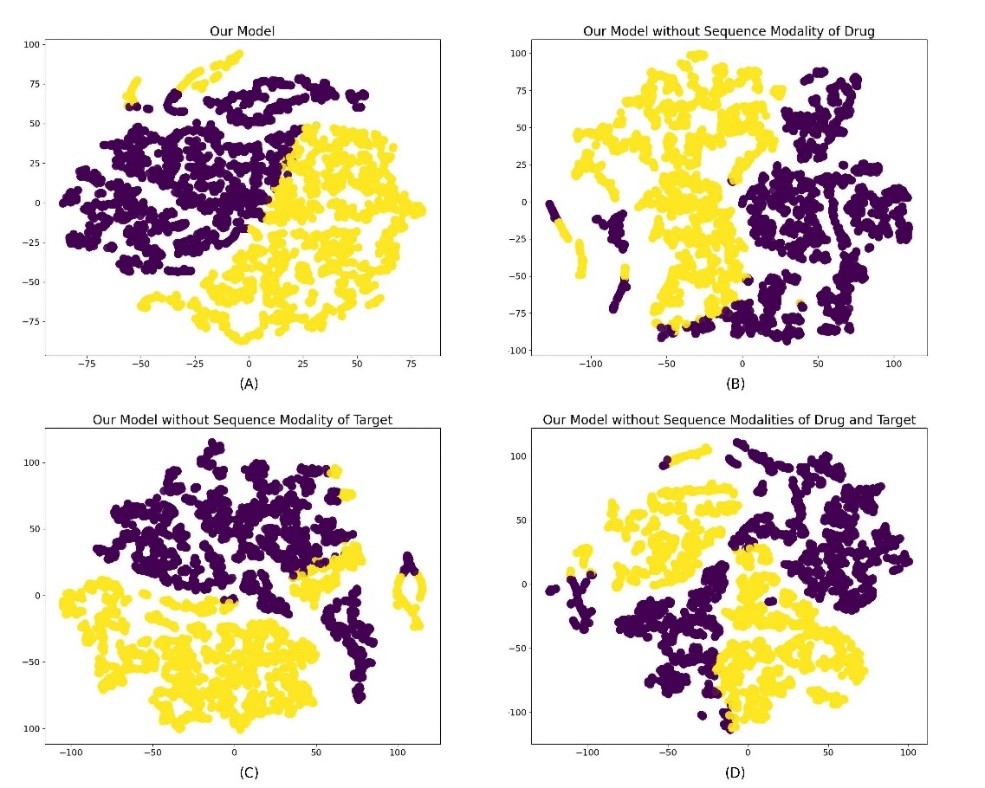 Our Model
100
75
50
25
0
−25
−50
−75
−75 −50 −25 0 25 50 75
(A)
Our Model without Sequence Modality of Drug
100
75
50
25
0
−25
−50
−75
100
−100 −50 0 50 100
(B)
Our Model without Sequence Modality of Target
100
50
0
−50
100
−100 −50 0 50 100
(C)
Our Model without Sequence Modalities of Drug and Target
100
50
0
−50
100
−100 −50 0 50 100
(D)